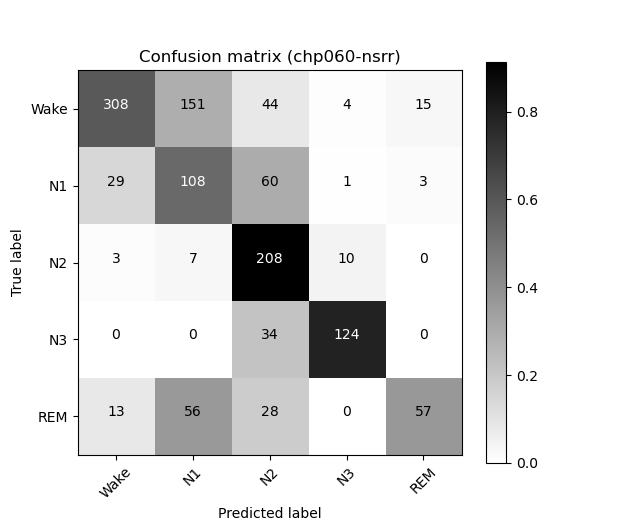 Confusion matrix (chp060-nsrr)
Wake 308 151 44 4 15
N1 29 108 60 1 3
N2 3 7 208 10 0
N3 0 0 34 124 0
REM 13 56 28 0 57
Wake N1 N2 N3 REM
Predicted label
True label
0.8
0.6
0.4
0.2
0.0